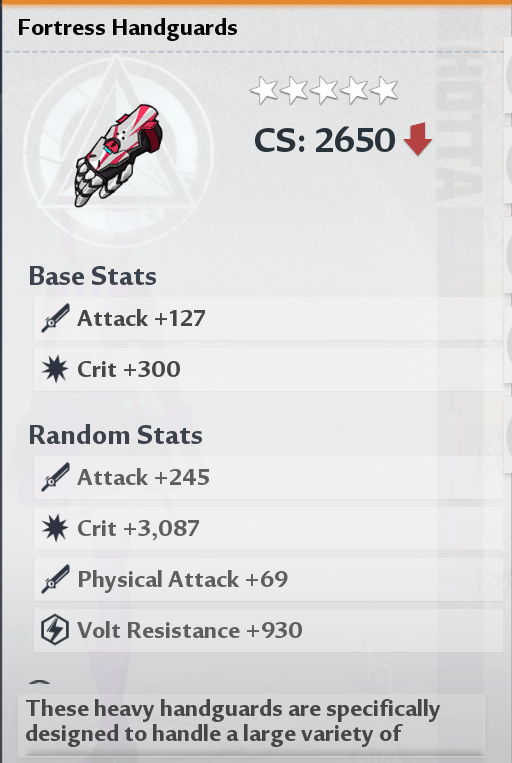 Fortress Handguards
CS: 2650
HOTTA
Base Stats
Attack +127
Crit +300
Random Stats
Attack +245
Crit +3,087
Physical Attack +69
Volt Resistance +930
These heavy handguards are specifically
designed to handle a large variety of